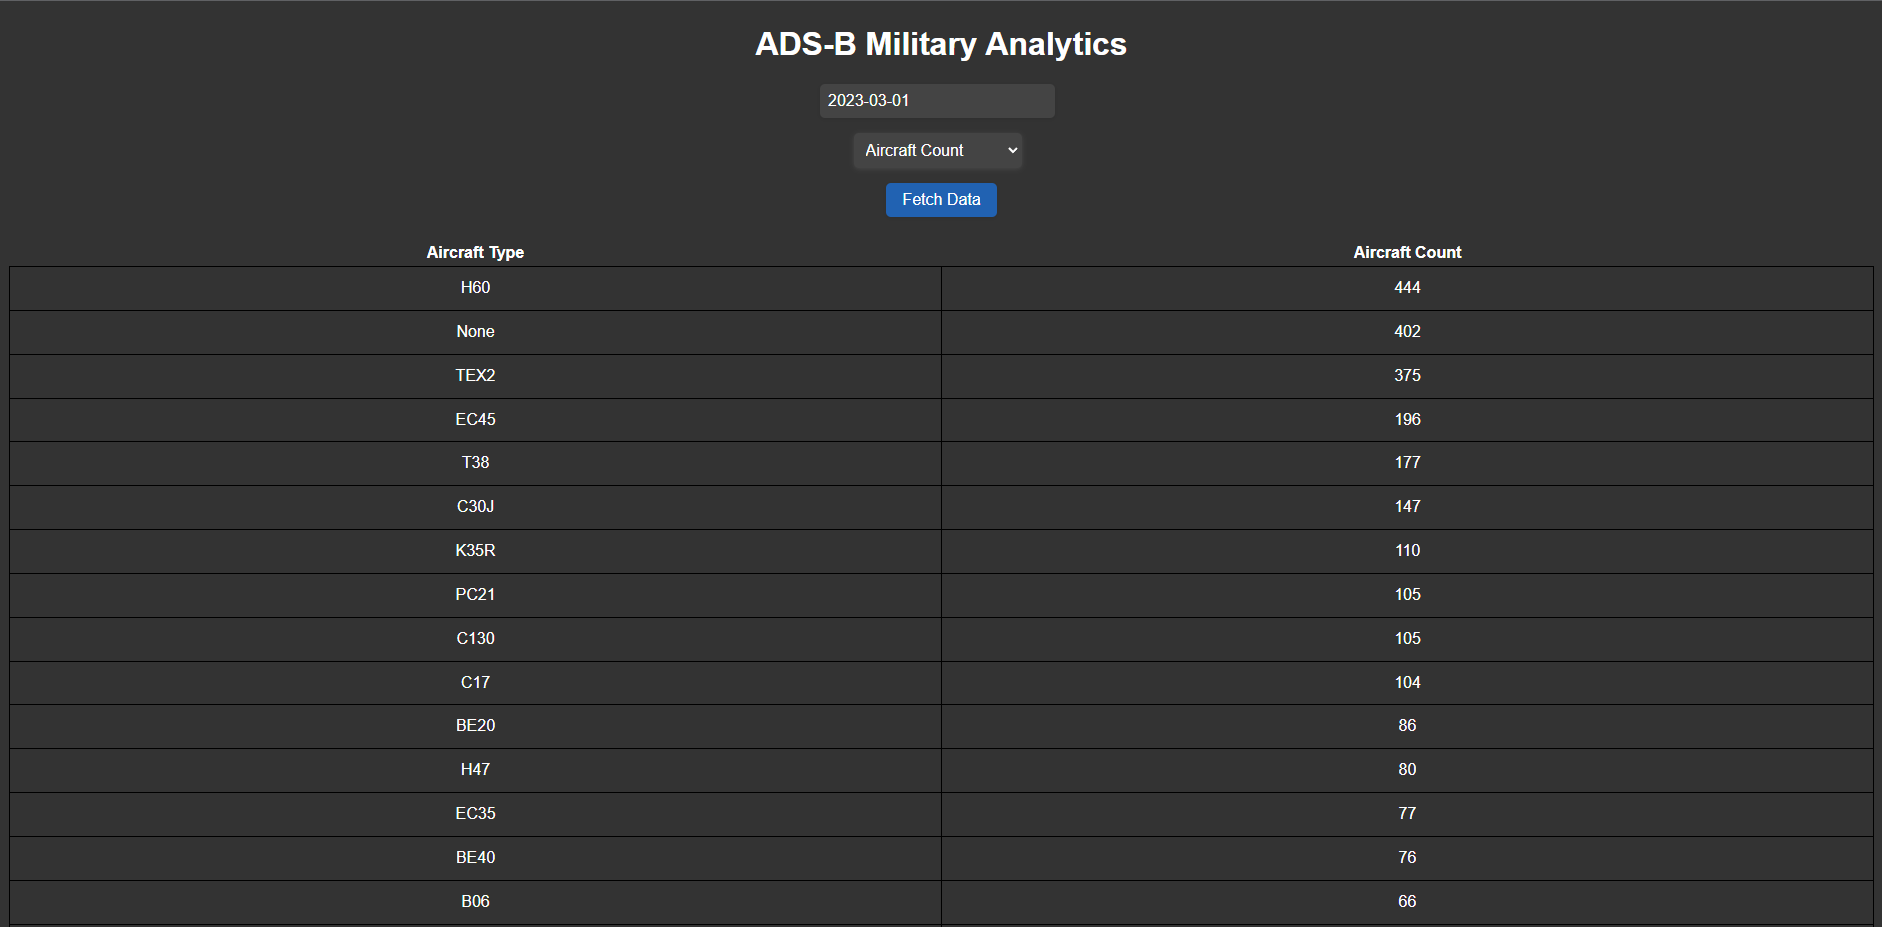 ADS-B Military Analytics
2023-03-01
Aircraft Count
Fetch Data
Aircraft Type Aircraft Count
H60 444
None 402
TEX2 375
EC45 196
T38 177
C30J 147
K35R 110
PC21 105
C130 105
C17 104
BE20 86
H47 80
EC35 77
BE40 76
B06 66